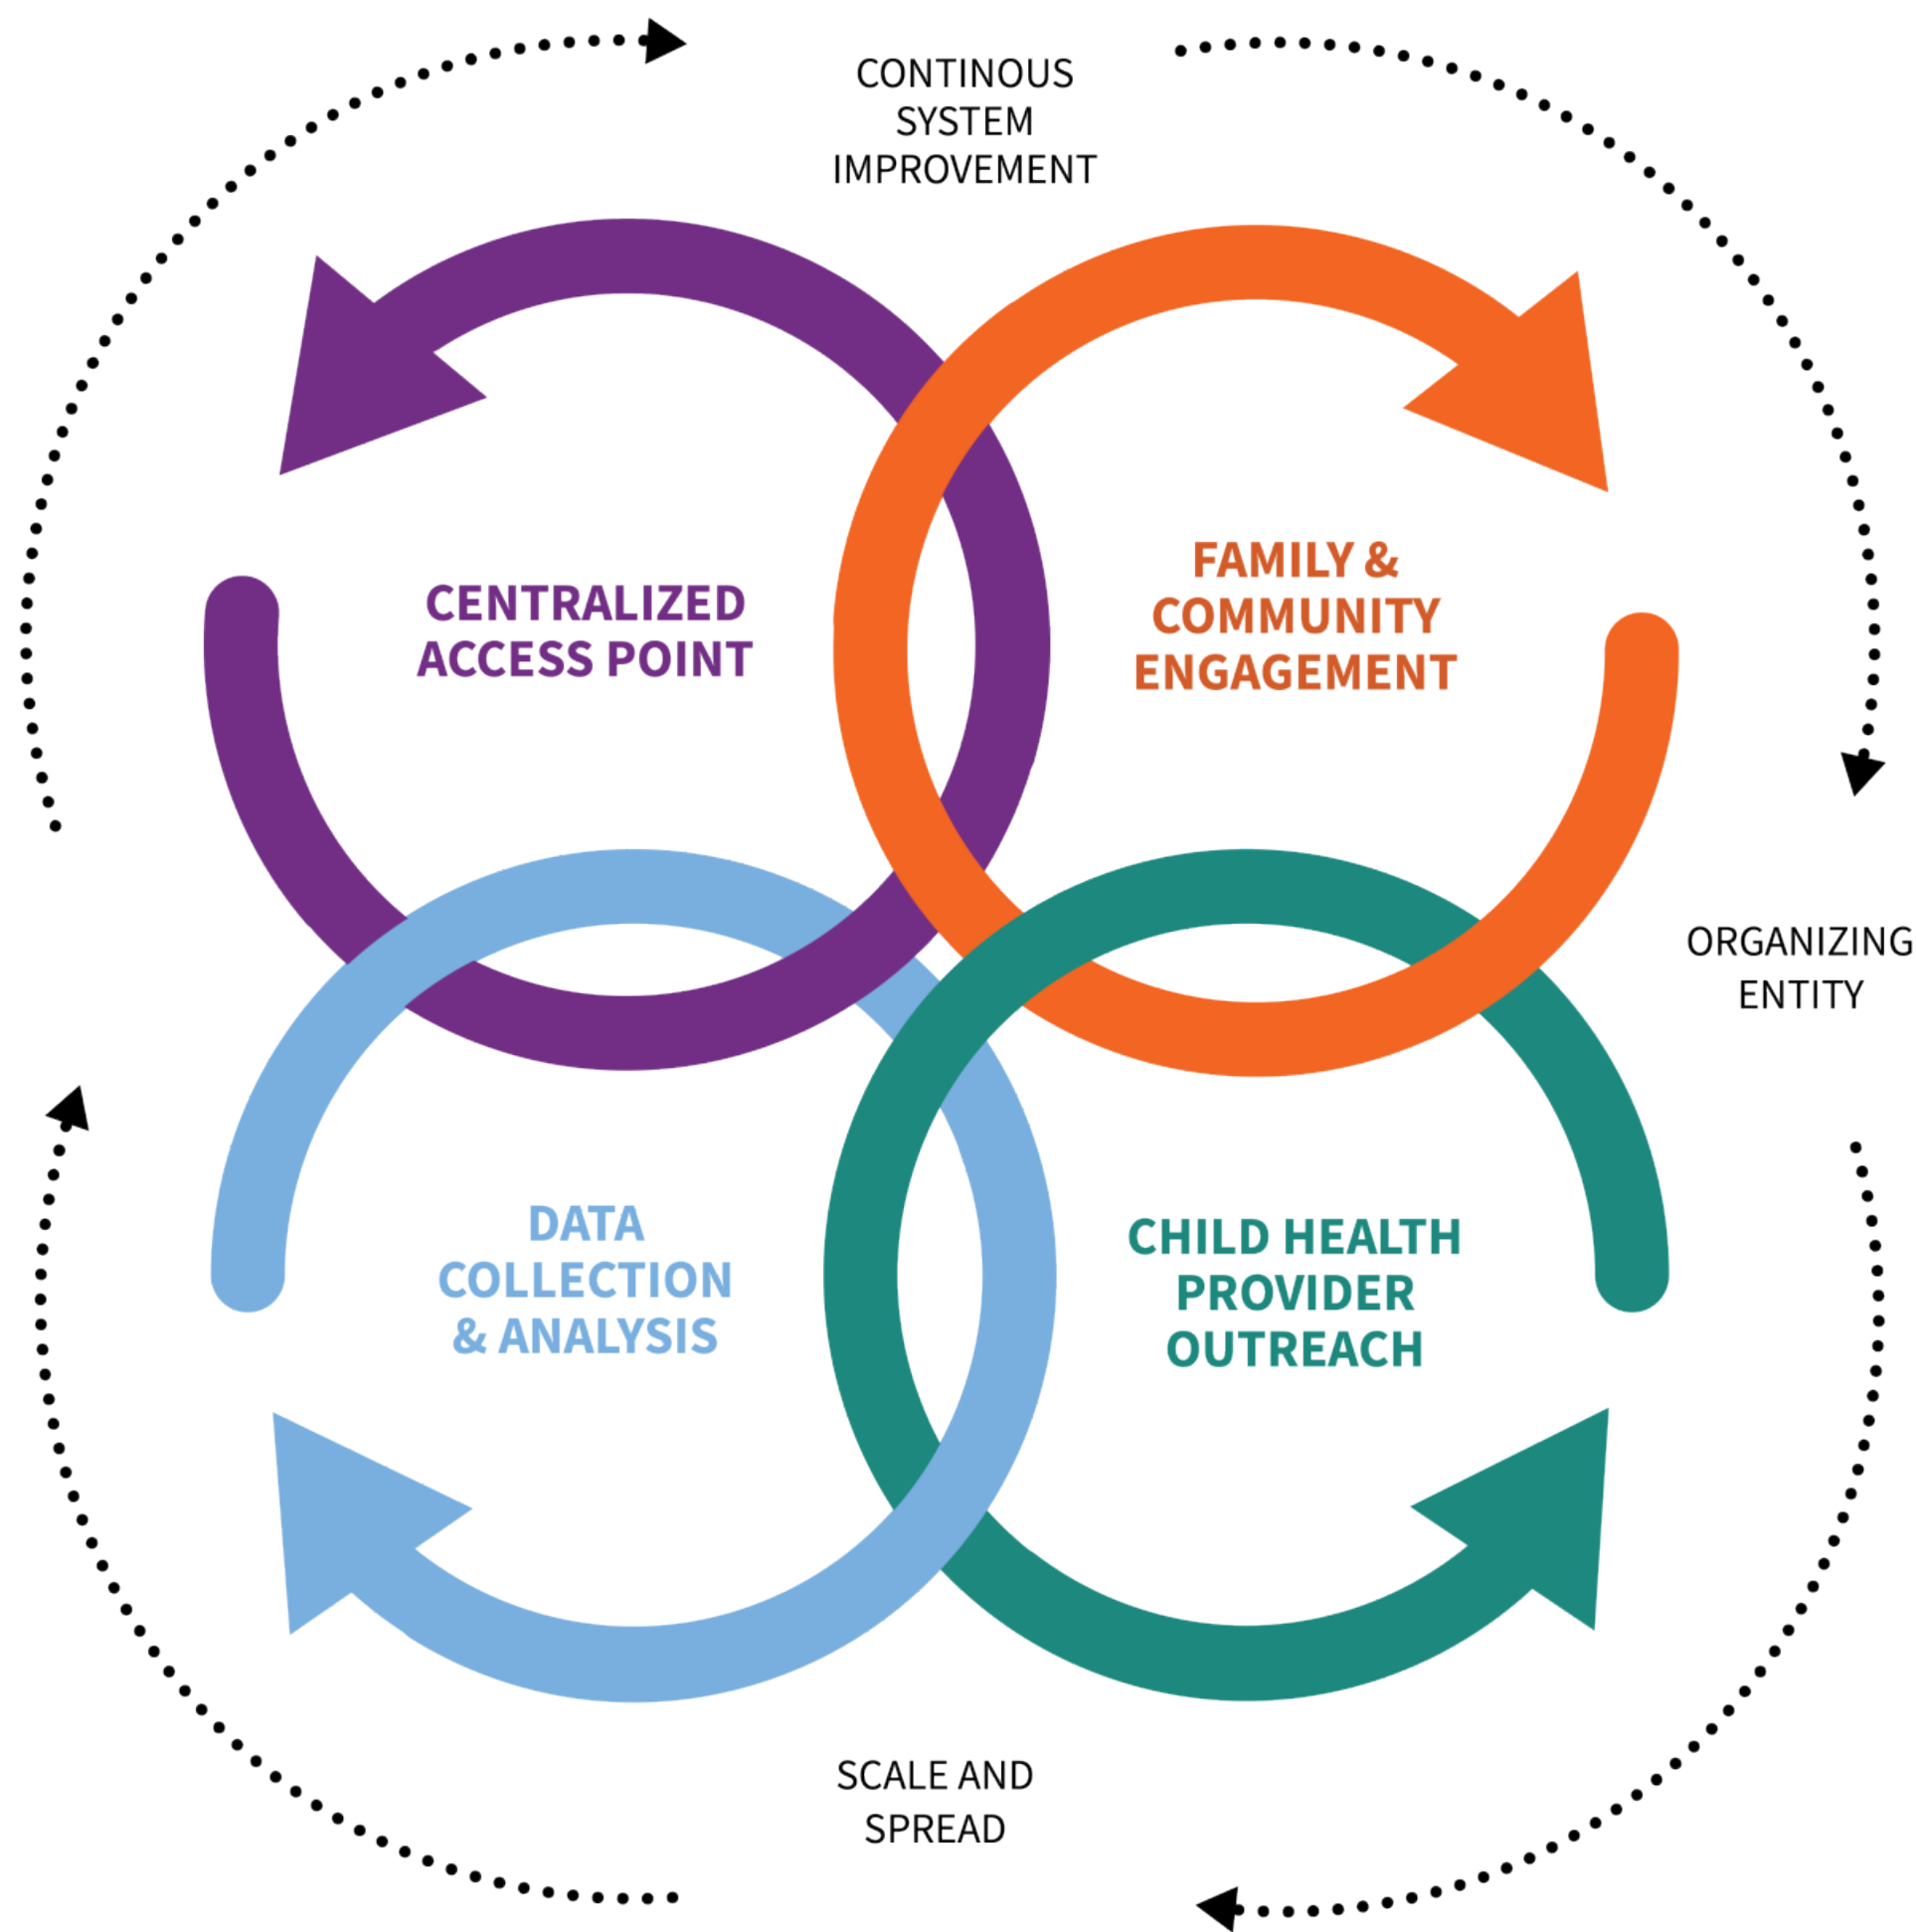 CONTINOUS
SYSTEM
IMPROVEMENT
CENTRALIZED
ACCESS POINT
FAMILY &
COMMUNITY
ENGAGEMENT
ORGANIZING
ENTITY
DATA
COLLECTION
& ANALYSIS
CHILD HEALTH
PROVIDER
OUTREACH
SCALE AND
SPREAD